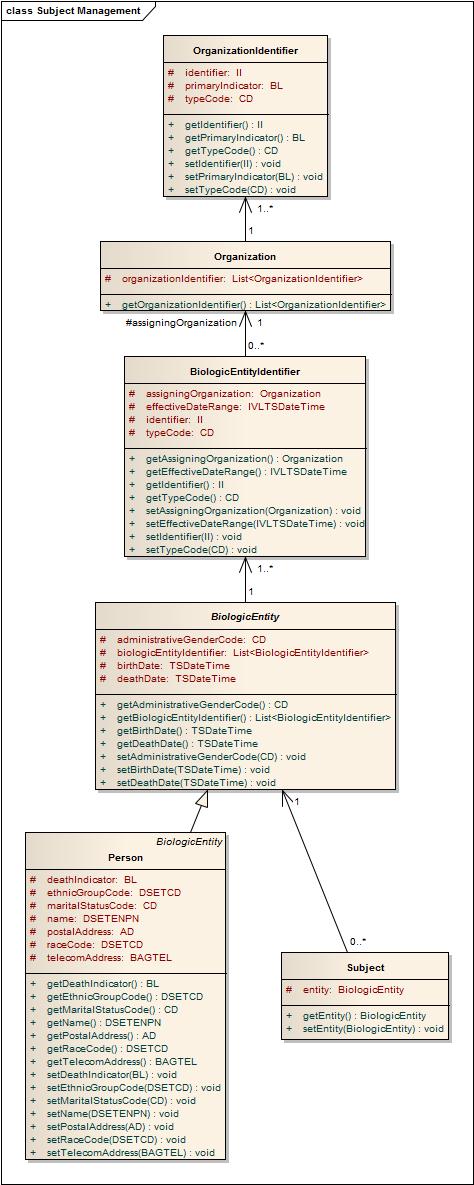 class Subject Management
OrganizationIdentifier
# identifier: II
# primaryIndicator: BL
# typeCode: CD
+ getIdentifier() : II
+ getPrimaryIndicator() : BL
+ getTypeCode() : CD
+ setIdentifier(II) : void
+ setPrimaryIndicator(BL) : void
+ setTypeCode(CD) : void
1..*
1
Organization
# organizationIdentifier: List<OrganizationIdentifier>
+ getOrganizationIdentifier() : List<OrganizationIdentifier>
#assigningOrganization 1
0..*
BiologicEntityIdentifier
# assigningOrganization: Organization
# effectiveDateRange: IVLTSDateTime
# identifier: II
# typeCode: CD
+ getAssigningOrganization() : Organization
+ getEffectiveDateRange() : IVLTSDateTime
+ getIdentifier() : II
+ getTypeCode() : CD
+ setAssigningOrganization(Organization) : void
+ setEffectiveDateRange(IVLTSDateTime) : void
+ setIdentifier(II) : void
+ setTypeCode(CD) : void
1..*
1
BiologicEntity
# administrativeGenderCode: CD
# biologicEntityIdentifier: List<BiologicEntityIdentifier>
# birthDate: TSDateTime
# deathDate: TSDateTime
+ getAdministrativeGenderCode() : CD
+ getBiologicEntityIdentifier() : List<BiologicEntityIdentifier>
+ getBirthDate() : TSDateTime
+ getDeathDate() : TSDateTime
+ setAdministrativeGenderCode(CD) : void
+ setBirthDate(TSDateTime) : void
+ setDeathDate(TSDateTime) : void
1
BiologicEntity
Person
# deathIndicator: BL
# ethnicGroupCode: DSETCD
# maritalStatusCode: CD
# name: DSETENPN
# postalAddress: AD
# raceCode: DSETCD
# telecomAddress: BAGTEL
+ getDeathIndicator() : BL
+ getEthnicGroupCode() : DSETCD
+ getMaritalStatusCode() : CD
+ getName() : DSETENPN
+ getPostalAddress() : AD
+ getRaceCode() : DSETCD
+ getTelecomAddress() : BAGTEL
+ setDeathIndicator(BL) : void
+ setEthnicGroupCode(DSETCD) : void
+ setMaritalStatusCode(CD) : void
+ setName(DSETENPN) : void
+ setPostalAddress(AD) : void
+ setRaceCode(DSETCD) : void
+ setTelecomAddress(BAGTEL) : void
0..*
Subject
# entity: BiologicEntity
+ getEntity() : BiologicEntity
+ setEntity(BiologicEntity) : void